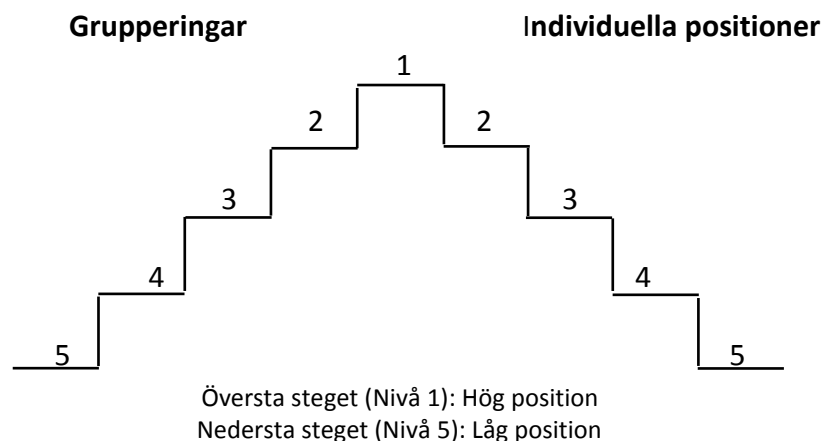 Grupperingar Individuella positioner
1
2 2
3 3
4 4
5 5
Översta steget (Nivå 1): Hög position
Nedersta steget (Nivå 5): Låg position